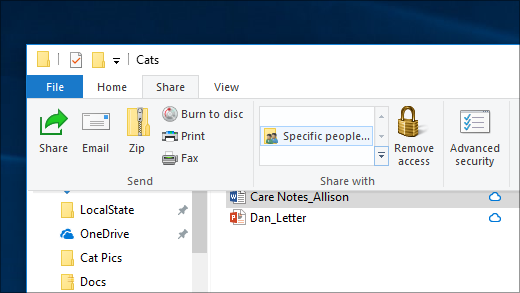 Cats
File Home Share View
Share
Email
Zip
Burn to disc
Print
Fax
Send
Specific people...
Share with
Remove
access
Advanced
security
LocalState
OneDrive
Cat Pics
Docs
Care Notes_Allison
Dan_Letter